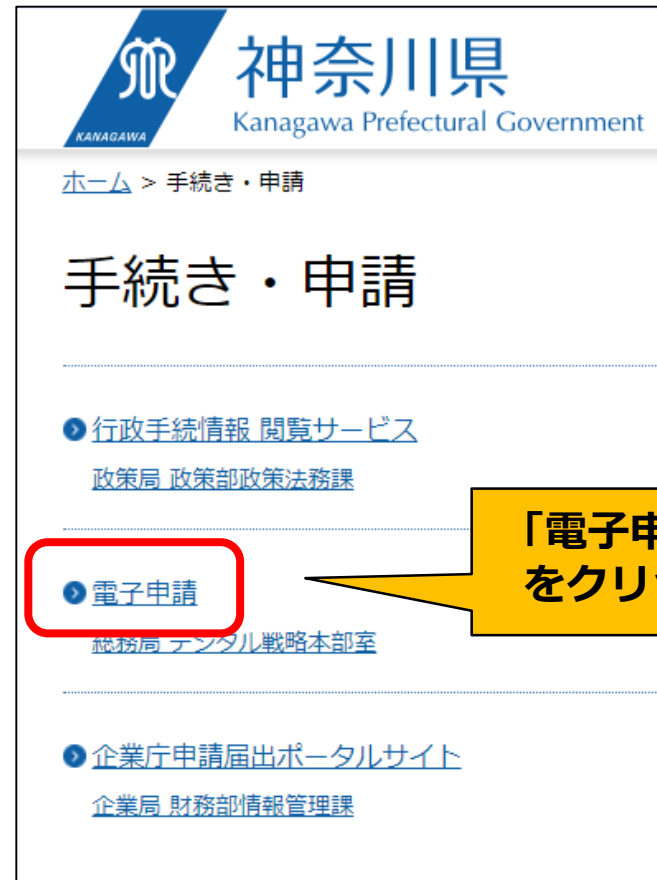 神奈川県
KANAGAWA
Kanagawa Prefectural Government
ホーム > 手続き・申請
手続き・申請
行政手続情報 閲覧サービス
政策局 政策部政策法務課
「電子申
をクリ
電子申請
総務局 デジタル戦略本部室
企業庁申請届出ポータルサイト
企業局 財務部情報管理課